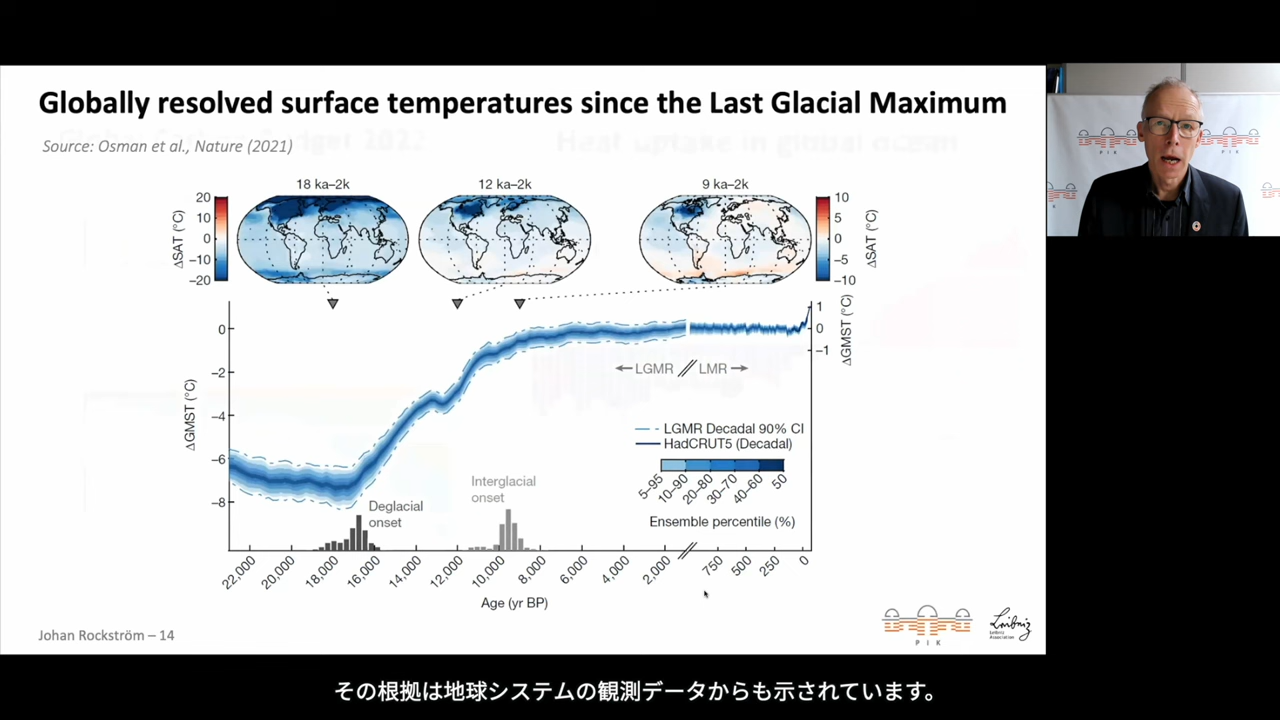 Globally resolved surface temperatures since the Last Glacial Maximum
Source: Osman et al., Nature (2021)
18 ka–2k
12 ka–2k
9 ka–2k
ΔSAT (°C)
20
10
0
−10
−20
10
5
0
−5
−10
ΔSAT (°C)
ΔGMST (°C)
0
−2
−4
−6
−8
1
0
−1
ΔGMST (°C)
LGMR
LMR
LGMR Decadal 90% CI
HadCRUT5 (Decadal)
5–95
10–90
20–80
30–70
40–60
50
Ensemble percentile (%)
Deglacial
onset
Interglacial
onset
22,000
20,000
18,000
16,000
14,000
12,000
10,000
8,000
6,000
4,000
2,000
750
500
250
0
Age (yr BP)
Johan Rockström – 14
P I K
Leibniz
Leibniz
Association
P I K
P I K
その根拠は地球システムの観測データからも示されています。